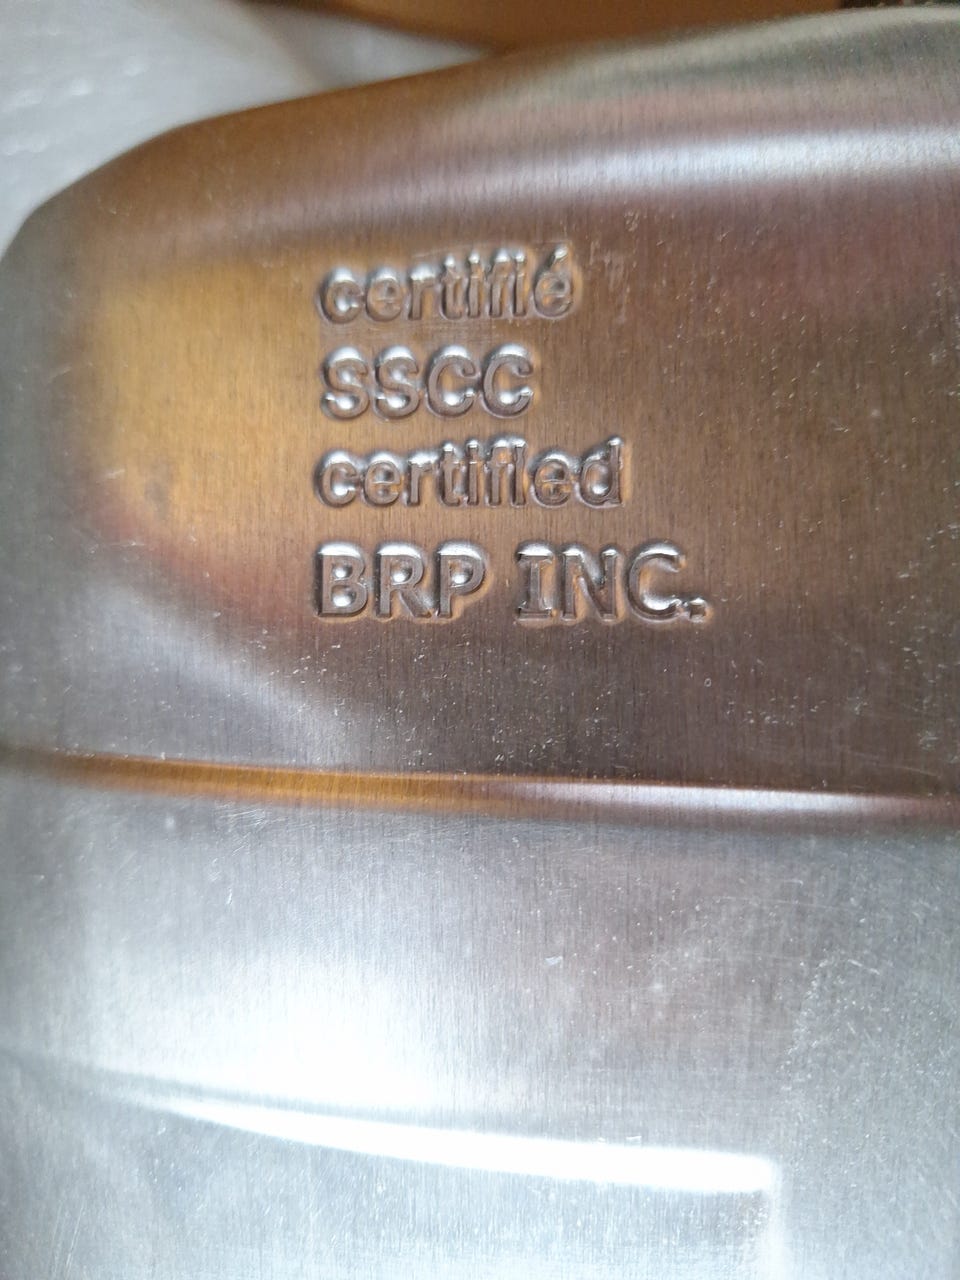 certifié
SSCC
certified
BRP INC.